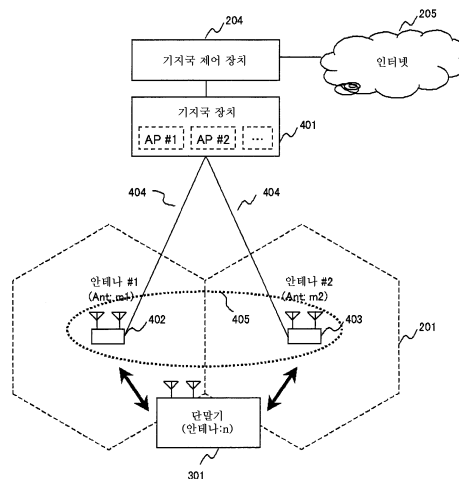 204
205
기지국 제어 장치
인터넷
기지국 장치
AP #1
AP #2
...
401
404
404
안테나 #1
(Ant: m1)
안테나 #2
(Ant: m2)
402
405
403
201
단말기
(안테나:n)
301